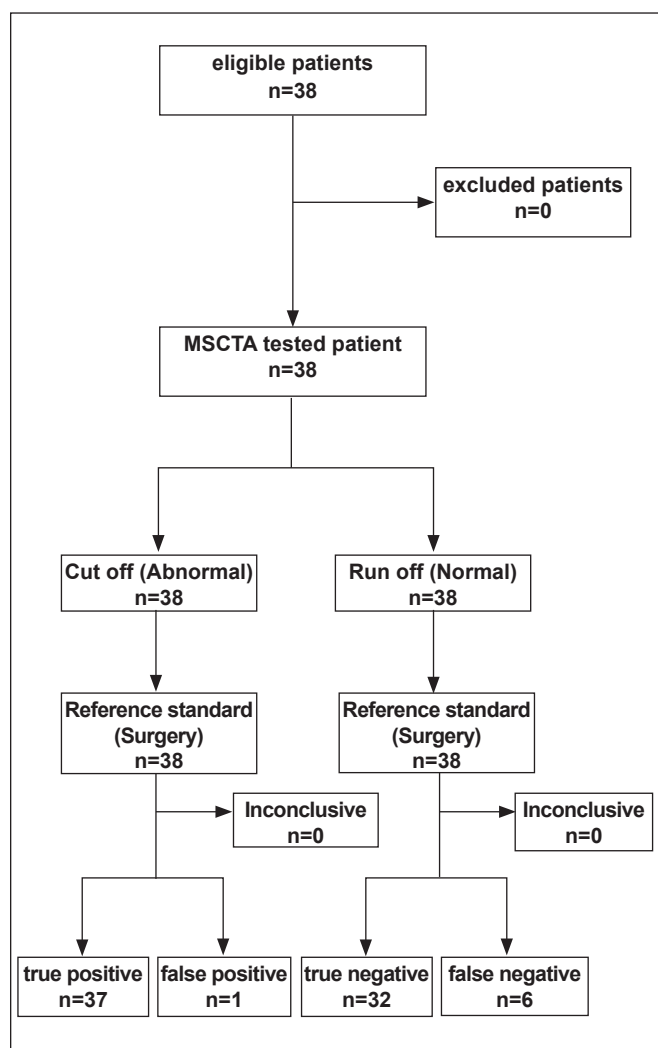 eligible patients
n=38
excluded patients
n=0
MSCTA tested patient
n=38
Cut off (Abnormal)
n=38
Run off (Normal)
n=38
Reference standard
(Surgery)
n=38
Reference standard
(Surgery)
n=38
Inconclusive
n=0
Inconclusive
n=0
true positive
n=37
false positive
n=1
true negative
n=32
false negative
n=6